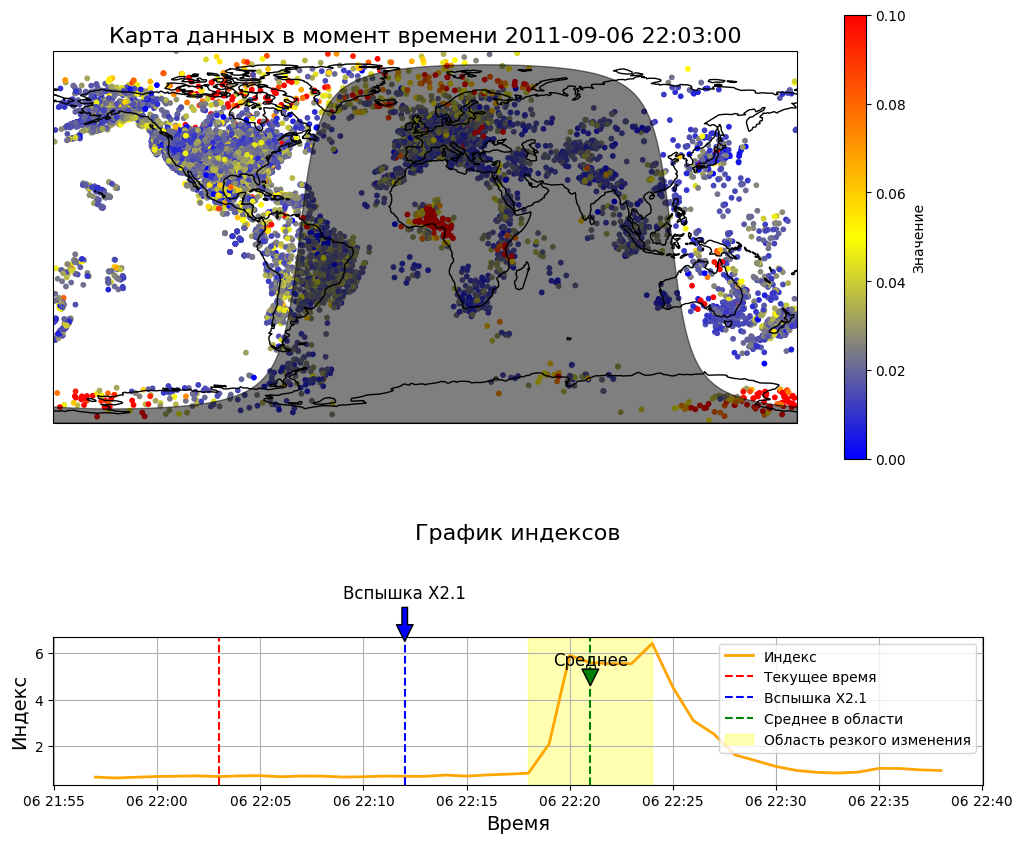 Карта данных в момент времени 2011-09-06 22:03:00
0.10
0.08
0.06
0.04
0.02
0.00
Значение
График индексов
Вспышка X2.1
Среднее
Индекс
6
4
2
Индекс
Текущее время
Вспышка X2.1
Среднее в области
Область резкого изменения
06 21:55
06 22:00
06 22:05
06 22:10
06 22:15
06 22:20
06 22:25
06 22:30
06 22:35
06 22:40
Время